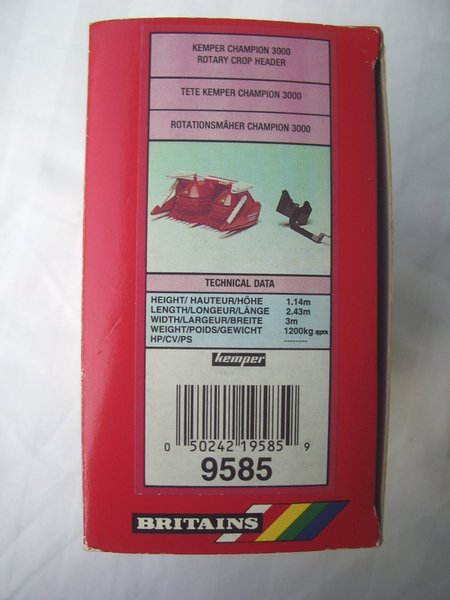 KEMPER CHAMPION 3000
ROTARY CROP HEADER
TETE KEMPER CHAMPION 3000
ROTATIONSMÄHER CHAMPION 3000
TECHNICAL DATA
HEIGHT/ HAUTEUR/HÖHE 1.14m
LENGTH/LONGEUR/LÄNGE 2.43m
WIDTH/LARGEUR/BREITE 3m
WEIGHT/POIDS/GEWICHT 1200kg approx
HP/CV/PS --------
kemper
0 50242 19585 9
9585
BRITAINS